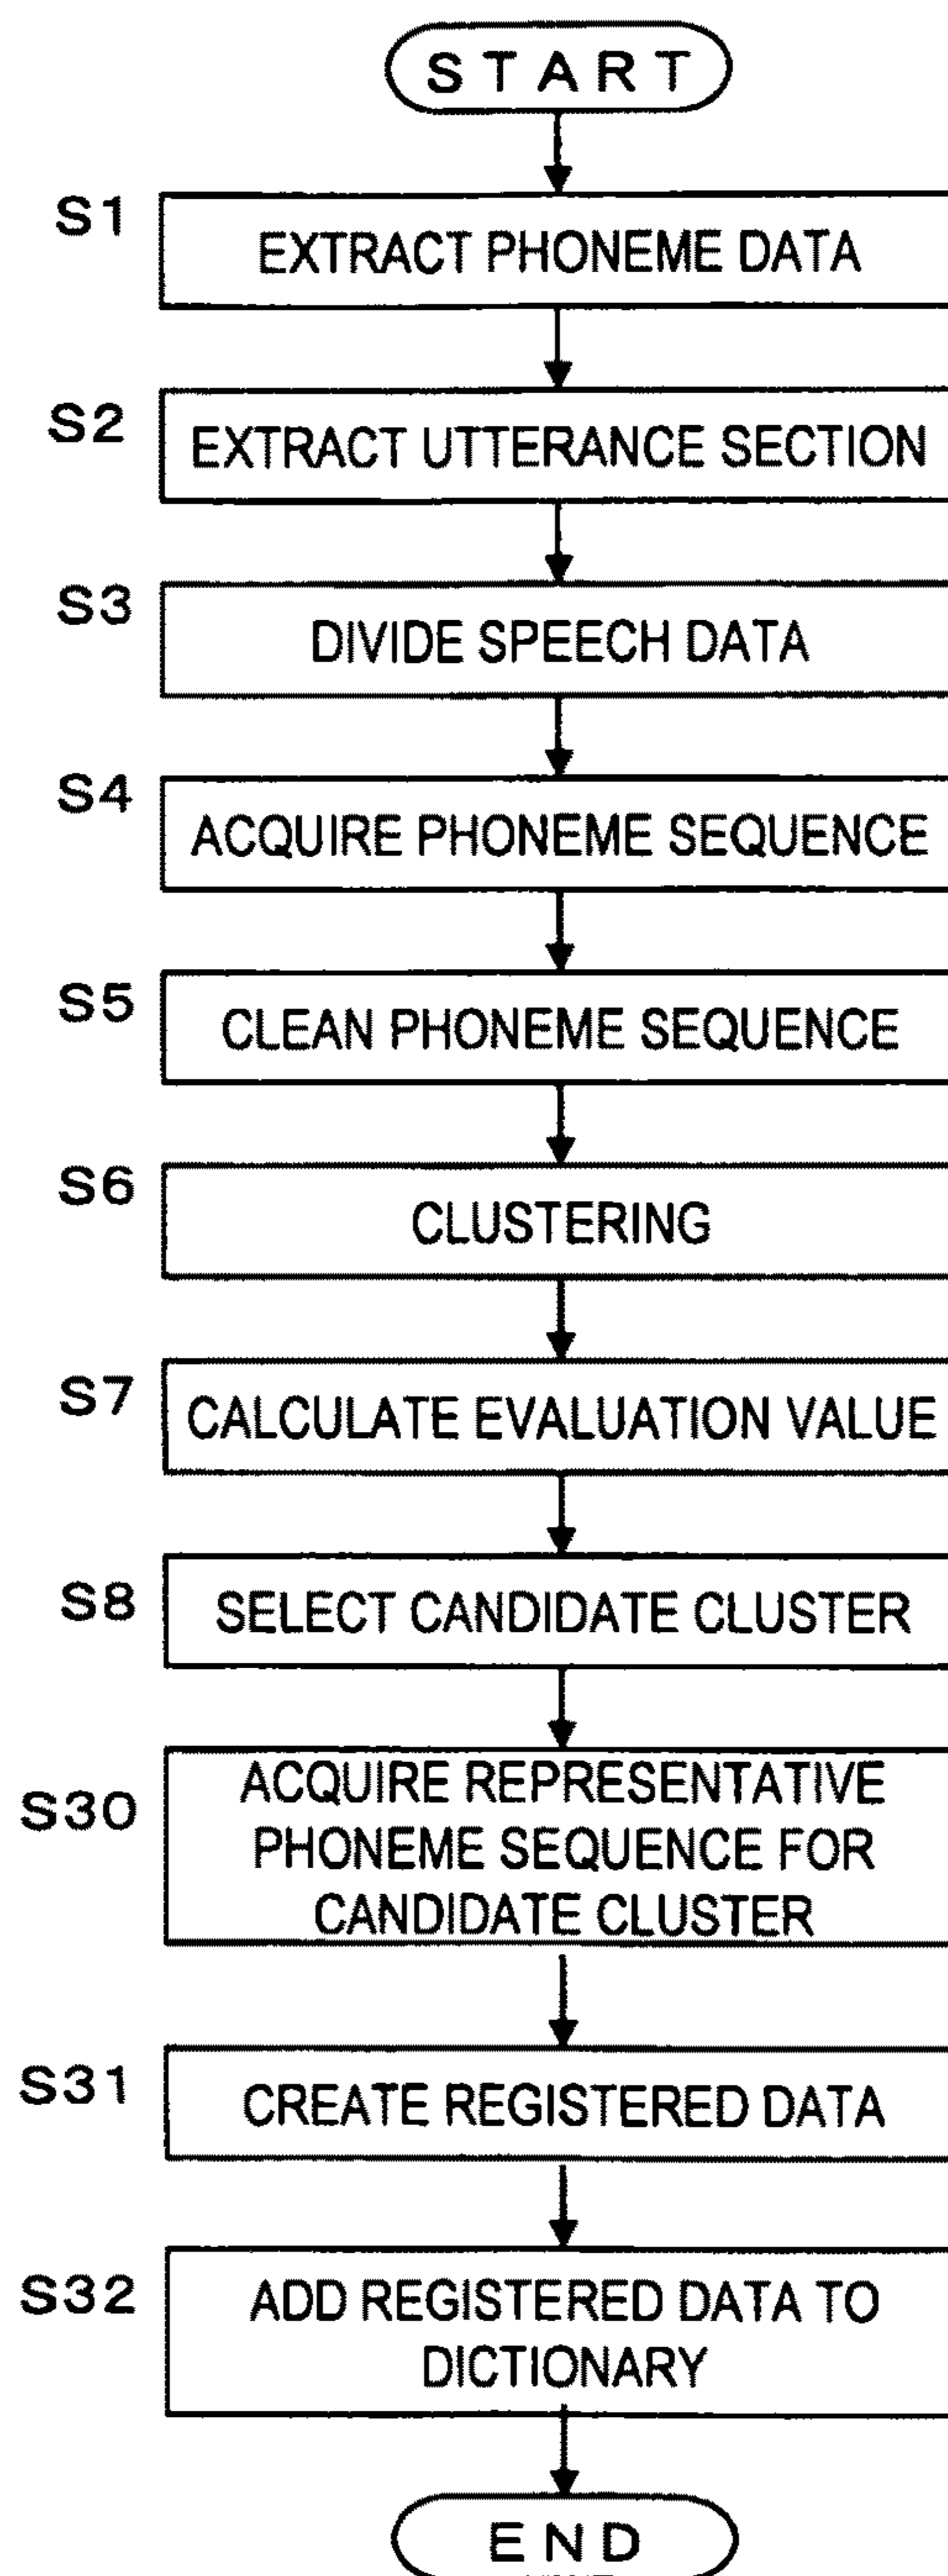 START
S1
EXTRACT PHONEME DATA
S2
EXTRACT UTTERANCE SECTION
S3
DIVIDE SPEECH DATA
S4
ACQUIRE PHONEME SEQUENCE
S5
CLEAN PHONEME SEQUENCE
S6
CLUSTERING
S7
CALCULATE EVALUATION VALUE
S8
SELECT CANDIDATE CLUSTER
S30
ACQUIRE REPRESENTATIVE
PHONEME SEQUENCE FOR
CANDIDATE CLUSTER
S31
CREATE REGISTERED DATA
S32
ADD REGISTERED DATA TO
DICTIONARY
END